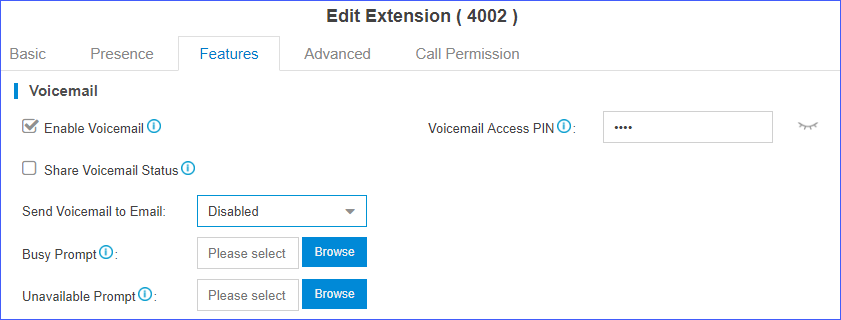 Edit Extension ( 4002 )
Basic Presence Features Advanced Call Permission
Voicemail
Enable Voicemail Voicemail Access PIN : ••••
Share Voicemail Status
Send Voicemail to Email: Disabled
Busy Prompt : Please select Browse
Unavailable Prompt : Please select Browse